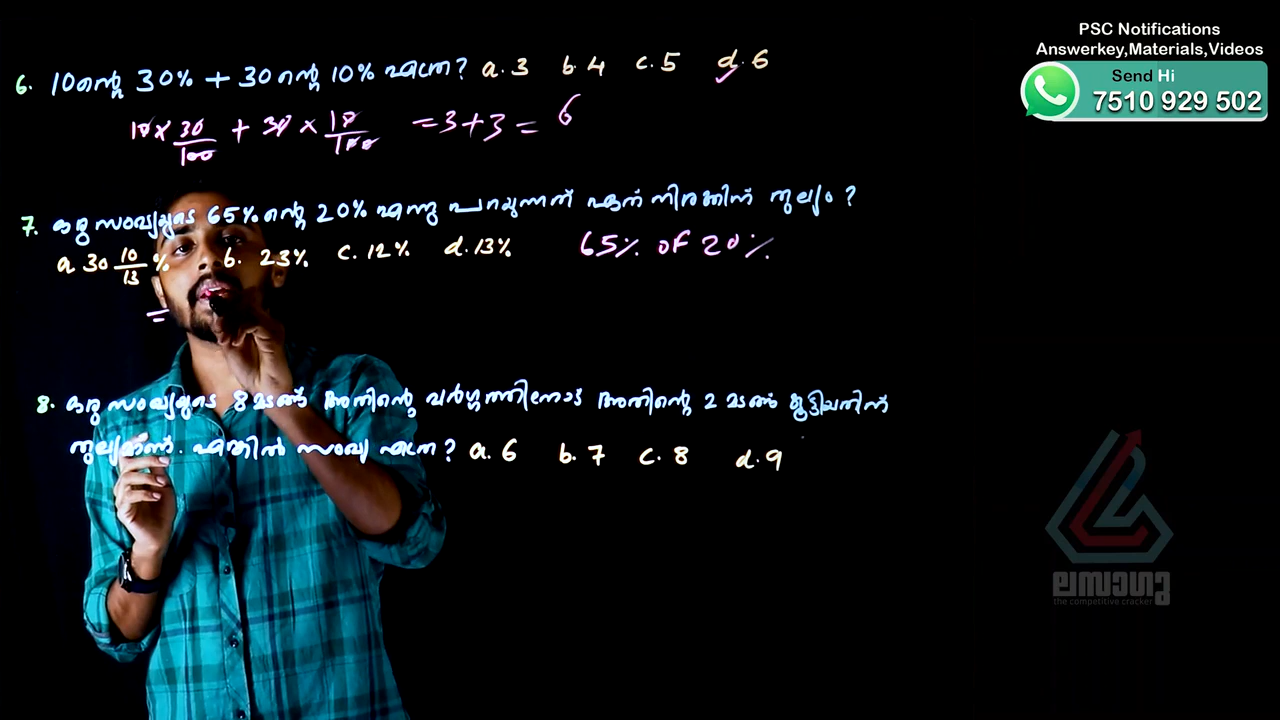 PSC Notifications
Answerkey,Materials,Videos
Send Hi
7510 929 502
6. 10ന്റെ 30% + 30ന്റെ 10% എത്ര? a. 3 b. 4 c. 5 d. 6
10 × 30/100 + 30 × 10/100 = 3 + 3 = 6
7. ഒരു സംഖ്യയുടെ 65%ന്റെ 20% എന്നു പറയുന്നത് ഏത് നിരക്കിന് തുല്യം?
a 30 10/13 % b. 23% c. 12% d. 13% 65% of 20%
=
8. ഒരു സംഖ്യയുടെ 8 മടങ്ങ് അതിന്റെ വർഗ്ഗത്തിനോട് അതിന്റെ 2 മടങ്ങ് കൂട്ടിയതിന്
തുല്യമാണ്. എങ്കിൽ സംഖ്യ എത്ര? a. 6 b. 7 c. 8 d. 9
ലസാഗു
the competitive cracker